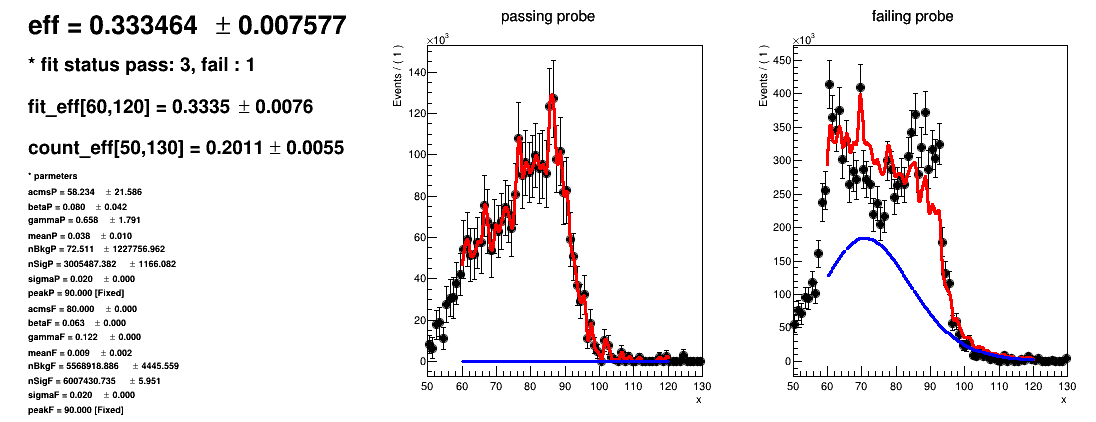 eff = 0.333464 ± 0.007577
* fit status pass: 3, fail : 1
fit_eff[60,120] = 0.3335 ± 0.0076
count_eff[50,130] = 0.2011 ± 0.0055
* parmeters
acmsP = 58.234 ± 21.586
betaP = 0.080 ± 0.042
gammaP = 0.658 ± 1.791
meanP = 0.038 ± 0.010
nBkgP = 72.511 ± 1227756.962
nSigP = 3005487.382 ± 1166.082
sigmaP = 0.020 ± 0.000
peakP = 90.000 [Fixed]
acmsF = 80.000 ± 0.000
betaF = 0.063 ± 0.000
gammaF = 0.122 ± 0.000
meanF = 0.009 ± 0.002
nBkgF = 5568918.886 ± 4445.559
nSigF = 6007430.735 ± 5.951
sigmaF = 0.020 ± 0.000
peakF = 90.000 [Fixed]
passing probe
×10³
Events / ( 1 )
140
120
100
80
60
40
20
0
50 60 70 80 90 100 110 120 130
x
failing probe
×10³
Events / ( 1 )
450
400
350
300
250
200
150
100
50
0
50 60 70 80 90 100 110 120 130
x